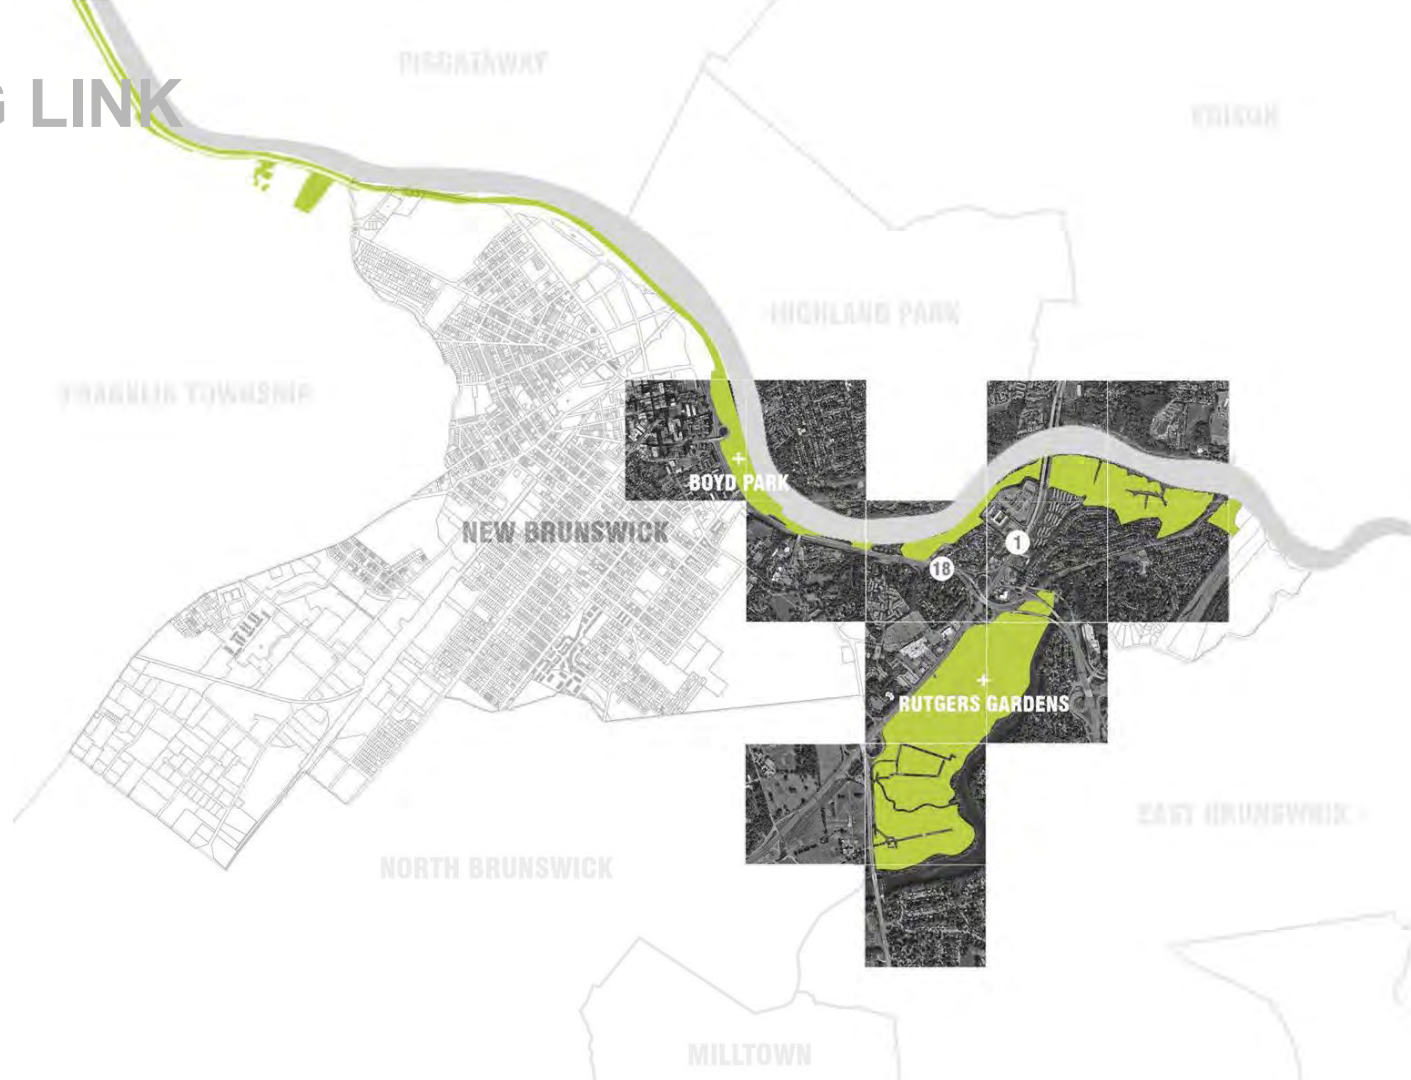 PISCATAWAY
G LINK
EDISON
HIGHLAND PARK
FRANKLIN TOWNSHIP
BOYD PARK
NEW BRUNSWICK
1
18
RUTGERS GARDENS
EAST BRUNSWICK
NORTH BRUNSWICK
MILLTOWN